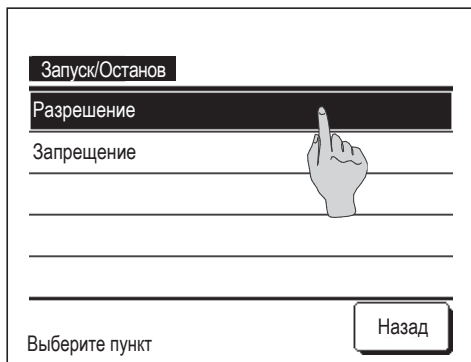 Запуск/Останов
Разрешение
Запрещение
Назад
Выберите пункт